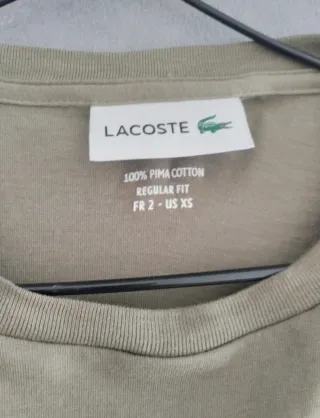 LACOSTE
100% PIMA COTTON
REGULAR FIT
FR 2 - US XS